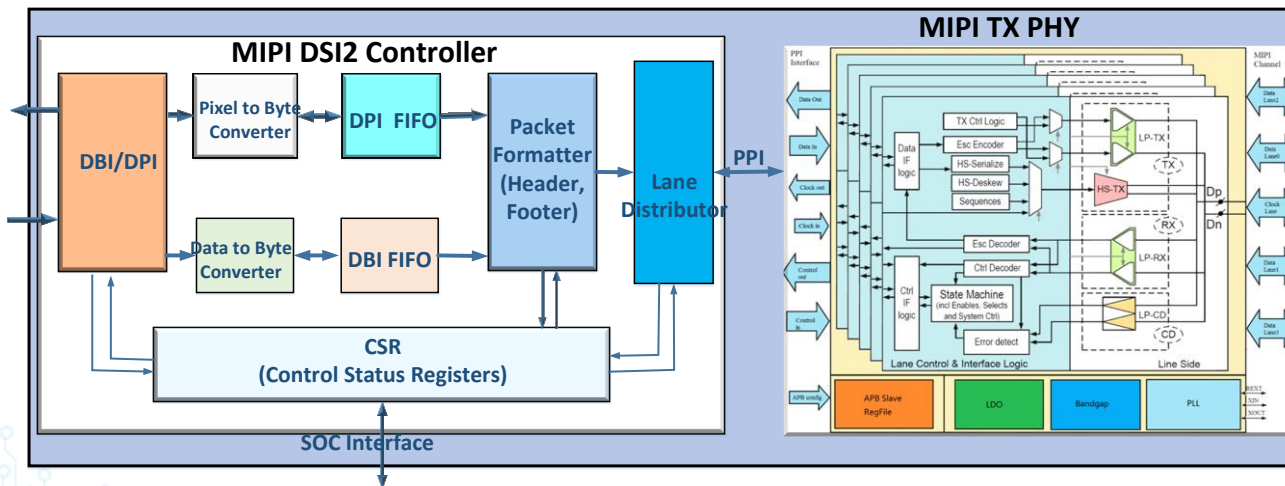 MIPI DSI2 Controller
MIPI TX PHY
DBI/DPI
Pixel to Byte
Converter
DPI FIFO
Data to Byte
Converter
DBI FIFO
Packet
Formatter
(Header,
Footer)
Lane
Distributor
PPI
CSR
(Control Status Registers)
SOC Interface
PPI
Interface
Data Out
Data In
Clock out
Clock In
Control
out
Control
In
APB config
Data
IF
logic
TX Ctrl Logic
Esc Encoder
HS-Serialize
HS-Deskew
Sequences
Esc Decoder
Ctrl Decoder
Ctrl
IF
logic
State Machine
(incl Enables, Selects
and System Ctrl)
Error detect
Lane Control & Interface Logic
LP-TX
TX
HS-TX
RX
LP-RX
LP-CD
CD
Line Side
Dp
Dn
MIPI
Channel
Data
Lane2
Data
Lane0
Clock
Lane
Data
Lane1
Data
Lane3
APB Slave
RegFile
LDO
Bandgap
PLL
REXT
XIN
XOUT